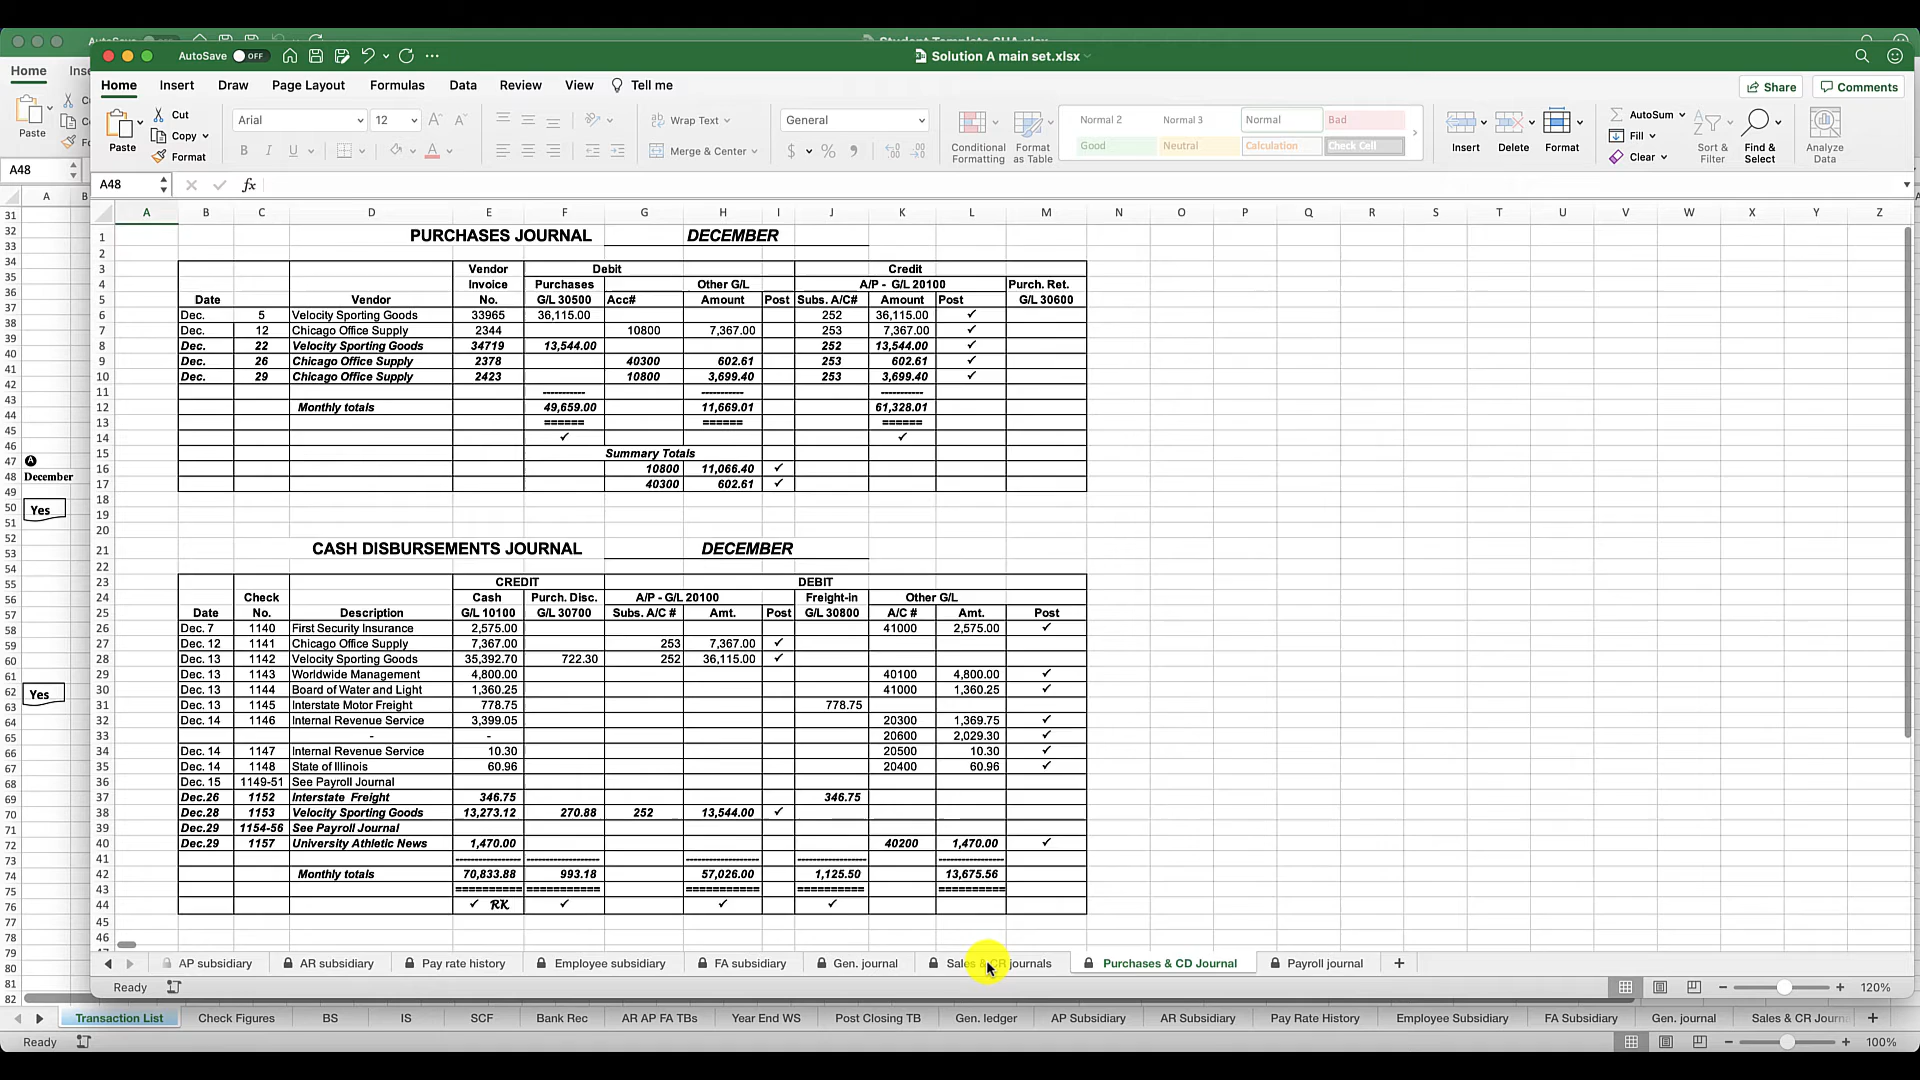 Student Template SUA.xlsx
AutoSave OFF
Solution A main set.xlsx
Home
Home Insert Draw Page Layout Formulas Data Review View Tell me
Share Comments
Paste
Paste
Cut
Copy
Format
Arial 12
B I U
Wrap Text
Merge & Center
General
$ %
Conditional Formatting
Format as Table
Normal 2 Normal 3 Normal Bad
Good Neutral Calculation Check Cell
Insert Delete Format
AutoSum
Fill
Clear
Sort & Filter
Find & Select
Analyze Data
A48
A48
fx
A B C D E F G H I J K L M N O P Q R S T U V W X Y Z
PURCHASES JOURNAL DECEMBER
Vendor Debit Credit
Invoice Purchases Other G/L A/P - G/L 20100 Purch. Ret.
Date Vendor No. G/L 30500 Acc# Amount Post Subs. A/C# Amount Post G/L 30600
Dec. 5 Velocity Sporting Goods 33965 36,115.00 252 36,115.00 ✓
Dec. 12 Chicago Office Supply 2344 10800 7,367.00 253 7,367.00 ✓
Dec. 22 Velocity Sporting Goods 34719 13,544.00 252 13,544.00 ✓
Dec. 26 Chicago Office Supply 2378 40300 602.61 253 602.61 ✓
Dec. 29 Chicago Office Supply 2423 10800 3,699.40 253 3,699.40 ✓
Monthly totals 49,659.00 11,669.01 61,328.01
====== ====== ======
✓ ✓
Summary Totals
10800 11,066.40 ✓
40300 602.61 ✓
CASH DISBURSEMENTS JOURNAL DECEMBER
CREDIT DEBIT
Check Cash Purch. Disc. A/P - G/L 20100 Freight-in Other G/L
Date No. Description G/L 10100 G/L 30700 Subs. A/C # Amt. Post G/L 30800 A/C # Amt. Post
Dec. 7 1140 First Security Insurance 2,575.00 41000 2,575.00 ✓
Dec. 12 1141 Chicago Office Supply 7,367.00 253 7,367.00 ✓
Dec. 13 1142 Velocity Sporting Goods 35,392.70 722.30 252 36,115.00 ✓
Dec. 13 1143 Worldwide Management 4,800.00 40100 4,800.00 ✓
Dec. 13 1144 Board of Water and Light 1,360.25 41000 1,360.25 ✓
Dec. 13 1145 Interstate Motor Freight 778.75 778.75
Dec. 14 1146 Internal Revenue Service 3,399.05 20300 1,369.75 ✓
- - 20600 2,029.30 ✓
Dec. 14 1147 Internal Revenue Service 10.30 20500 10.30 ✓
Dec. 14 1148 State of Illinois 60.96 20400 60.96 ✓
Dec. 15 1149-51 See Payroll Journal
Dec.26 1152 Interstate Freight 346.75 346.75
Dec.28 1153 Velocity Sporting Goods 13,273.12 270.88 252 13,544.00 ✓
Dec.29 1154-56 See Payroll Journal
Dec.29 1157 University Athletic News 1,470.00 40200 1,470.00 ✓
Monthly totals 70,833.88 993.18 57,026.00 1,125.50 13,675.56
========== =========== =========== ========== ==========
✓ RK ✓ ✓ ✓
A
December
Yes
Yes
AP subsidiary AR subsidiary Pay rate history Employee subsidiary FA subsidiary Gen. journal Sales & CR journals Purchases & CD Journal Payroll journal +
Ready 120%
Transaction List Check Figures BS IS SCF Bank Rec AR AP FA TBs Year End WS Post Closing TB Gen. ledger AP Subsidiary AR Subsidiary Pay Rate History Employee Subsidiary FA Subsidiary Gen. journal Sales & CR Journ +
Ready 100%